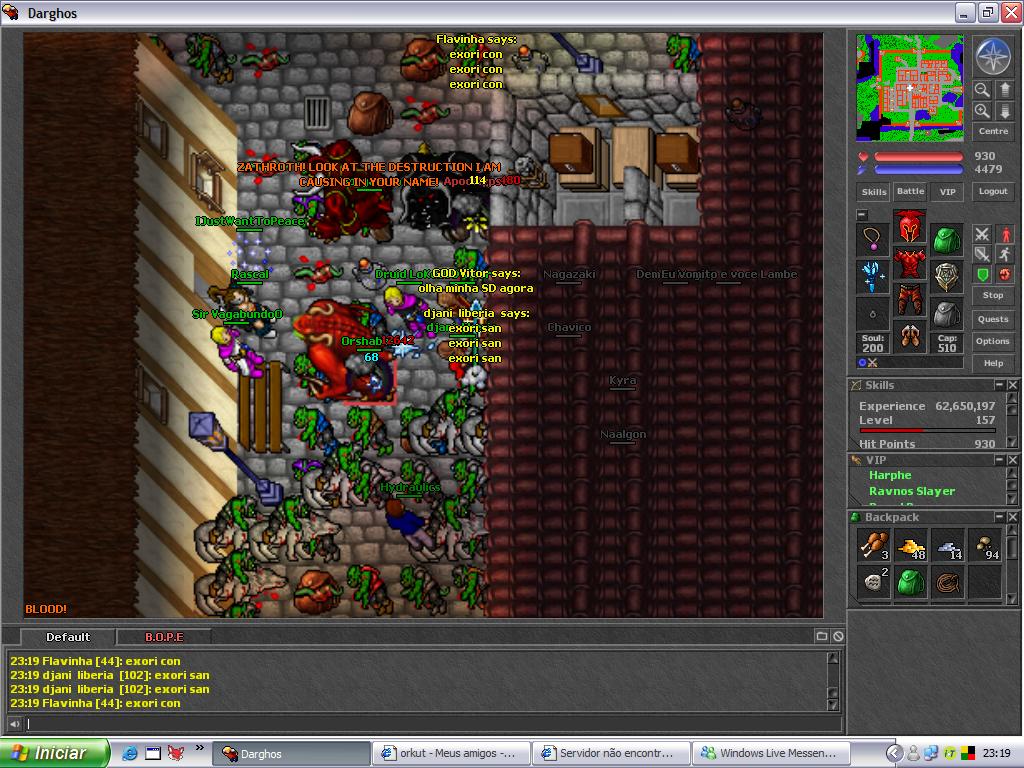 Darghos
Flavinha says:
exori con
exori con
exori con
ZATHROTH! LOOK AT THE DESTRUCTION I AM
CAUSING IN YOUR NAME!
114
IJustWantToPeace
Rascal
Druid Lok
GOD Vitor says:
olha minha SD agora
Nagazaki
Eu Vomito e voce Lambe
Sir VagabundoO
djani liberia says:
exori san
exori san
exori san
Chavico
Orshab
68
Kyra
Naalgon
Hydraulics
BLOOD!
Centre
930
4479
Skills
Battle
VIP
Logout
Stop
Quests
Options
Help
Soul:
200
Cap:
510
Skills
Experience 62,650,197
Level 157
Hit Points 930
VIP
Harphe
Ravnos Slayer
Backpack
3
48
14
94
2
Default
B.O.P.E
23:19 Flavinha [44]: exori con
23:19 djani liberia [102]: exori san
23:19 djani liberia [102]: exori san
23:19 Flavinha [44]: exori con
Iniciar
Darghos
orkut - Meus amigos -...
Servidor não encontr...
Windows Live Messen...
23:19